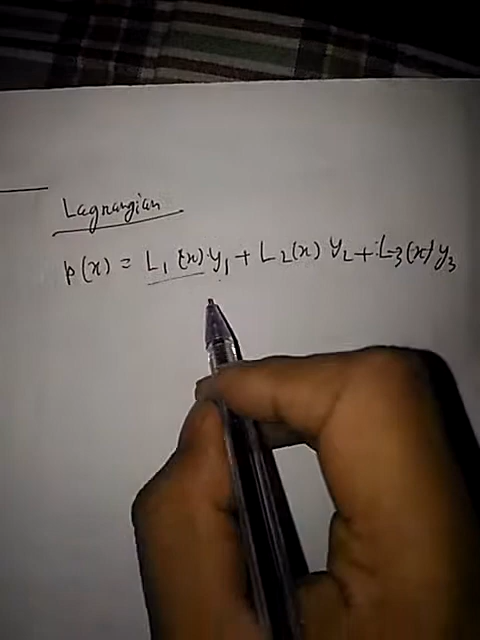 Lagrangian
p(x) = L₁(x)·y₁ + L₂(x) y₂ + L₃(x) y₃